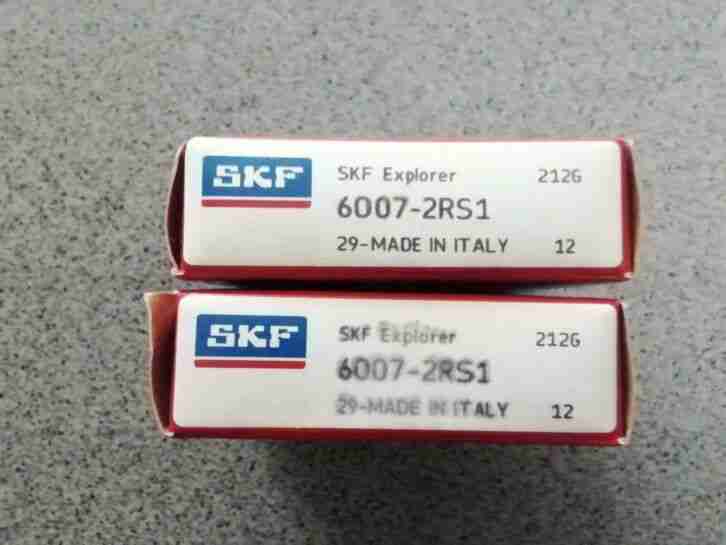 SKF
SKF Explorer 212G
6007-2RS1
29-MADE IN ITALY 12
SKF
SKF Explorer 212G
6007-2RS1
29-MADE IN ITALY 12